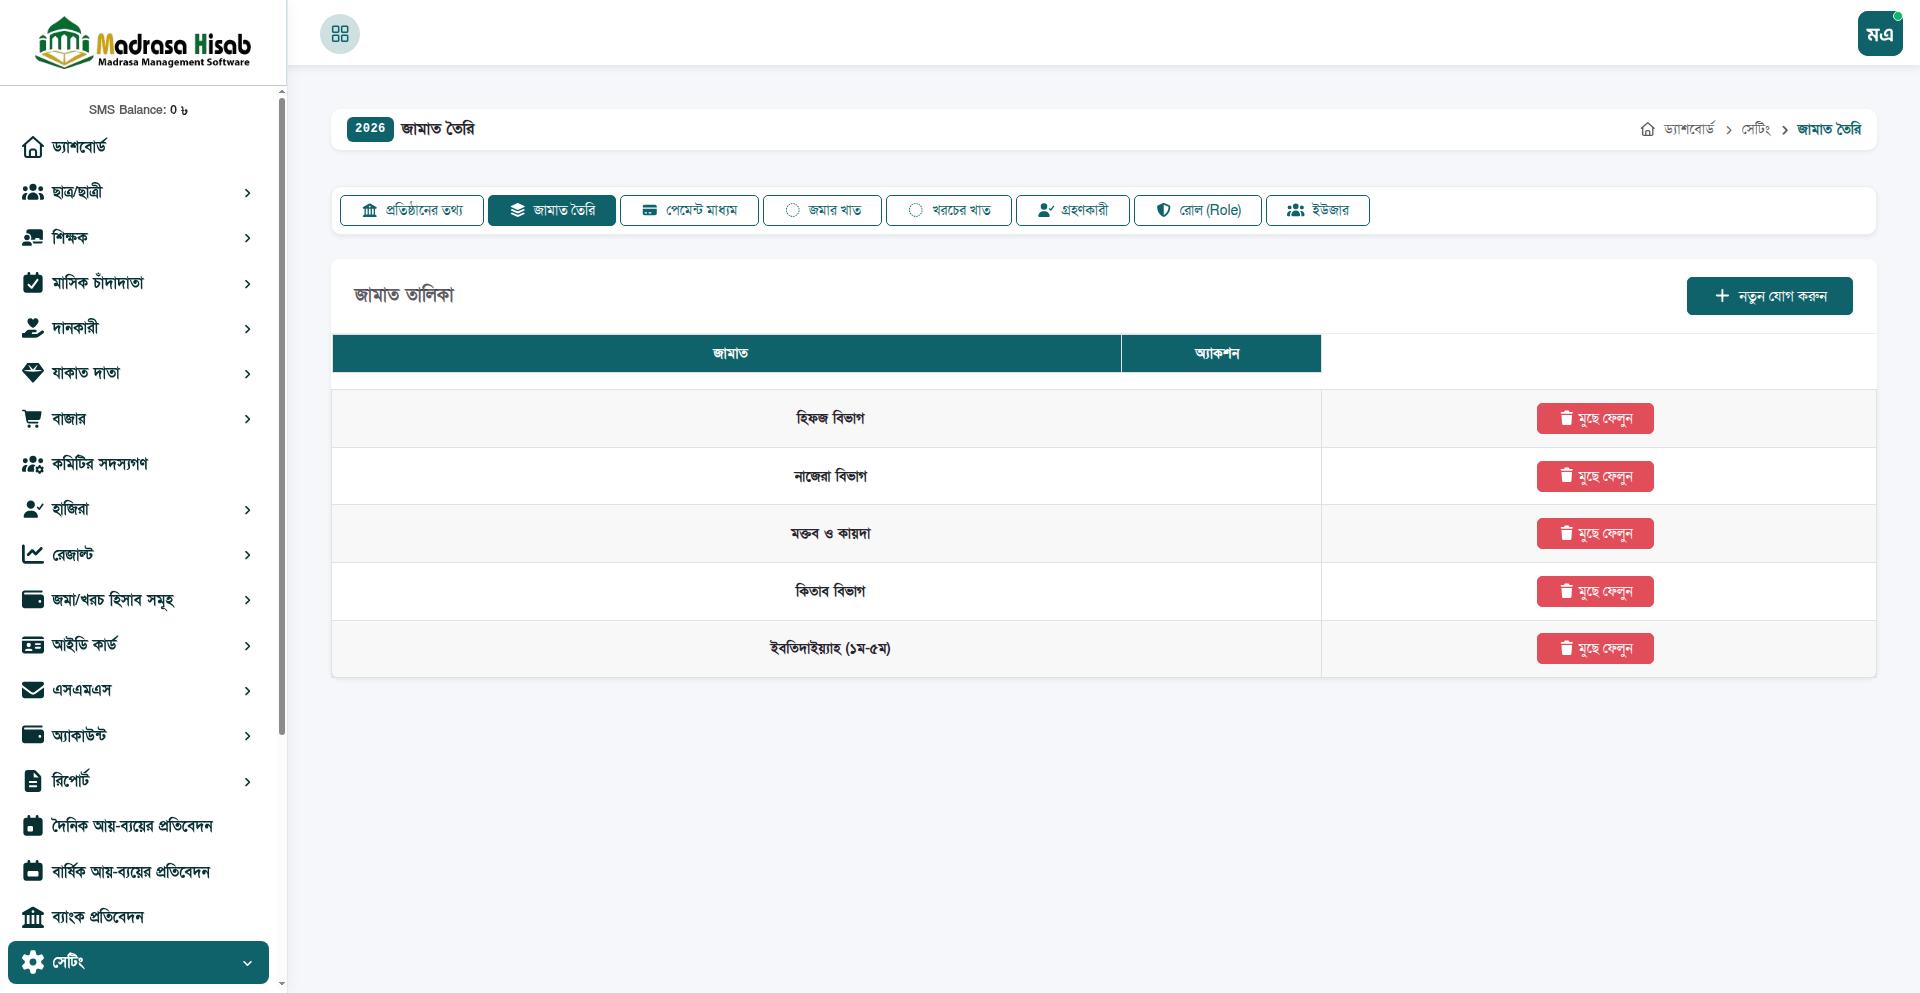 Madrasa Hisab
Madrasa Management Software
SMS Balance: 0 ৳
ড্যাশবোর্ড
ছাত্র/ছাত্রী
শিক্ষক
মাসিক চাঁদাদাতা
দানকারী
যাকাত দাতা
বাজার
কমিটির সদস্যগণ
হাজিরা
রেজাল্ট
জমা/খরচ হিসাব সমূহ
আইডি কার্ড
এসএমএস
অ্যাকাউন্ট
রিপোর্ট
দৈনিক আয়-ব্যয়ের প্রতিবেদন
বার্ষিক আয়-ব্যয়ের প্রতিবেদন
ব্যাংক প্রতিবেদন
সেটিং
মএ
2026 জামাত তৈরি
ড্যাশবোর্ড > সেটিং > জামাত তৈরি
প্রতিষ্ঠানের তথ্য জামাত তৈরি পেমেন্ট মাধ্যম জমার খাত খরচের খাত গ্রহণকারী রোল (Role) ইউজার
জামাত তালিকা + নতুন যোগ করুন
জামাত অ্যাকশন
হিফজ বিভাগ মুছে ফেলুন
নাজেরা বিভাগ মুছে ফেলুন
মক্তব ও কায়দা মুছে ফেলুন
কিতাব বিভাগ মুছে ফেলুন
ইবতিদাইয়্যাহ (১ম-৫ম) মুছে ফেলুন